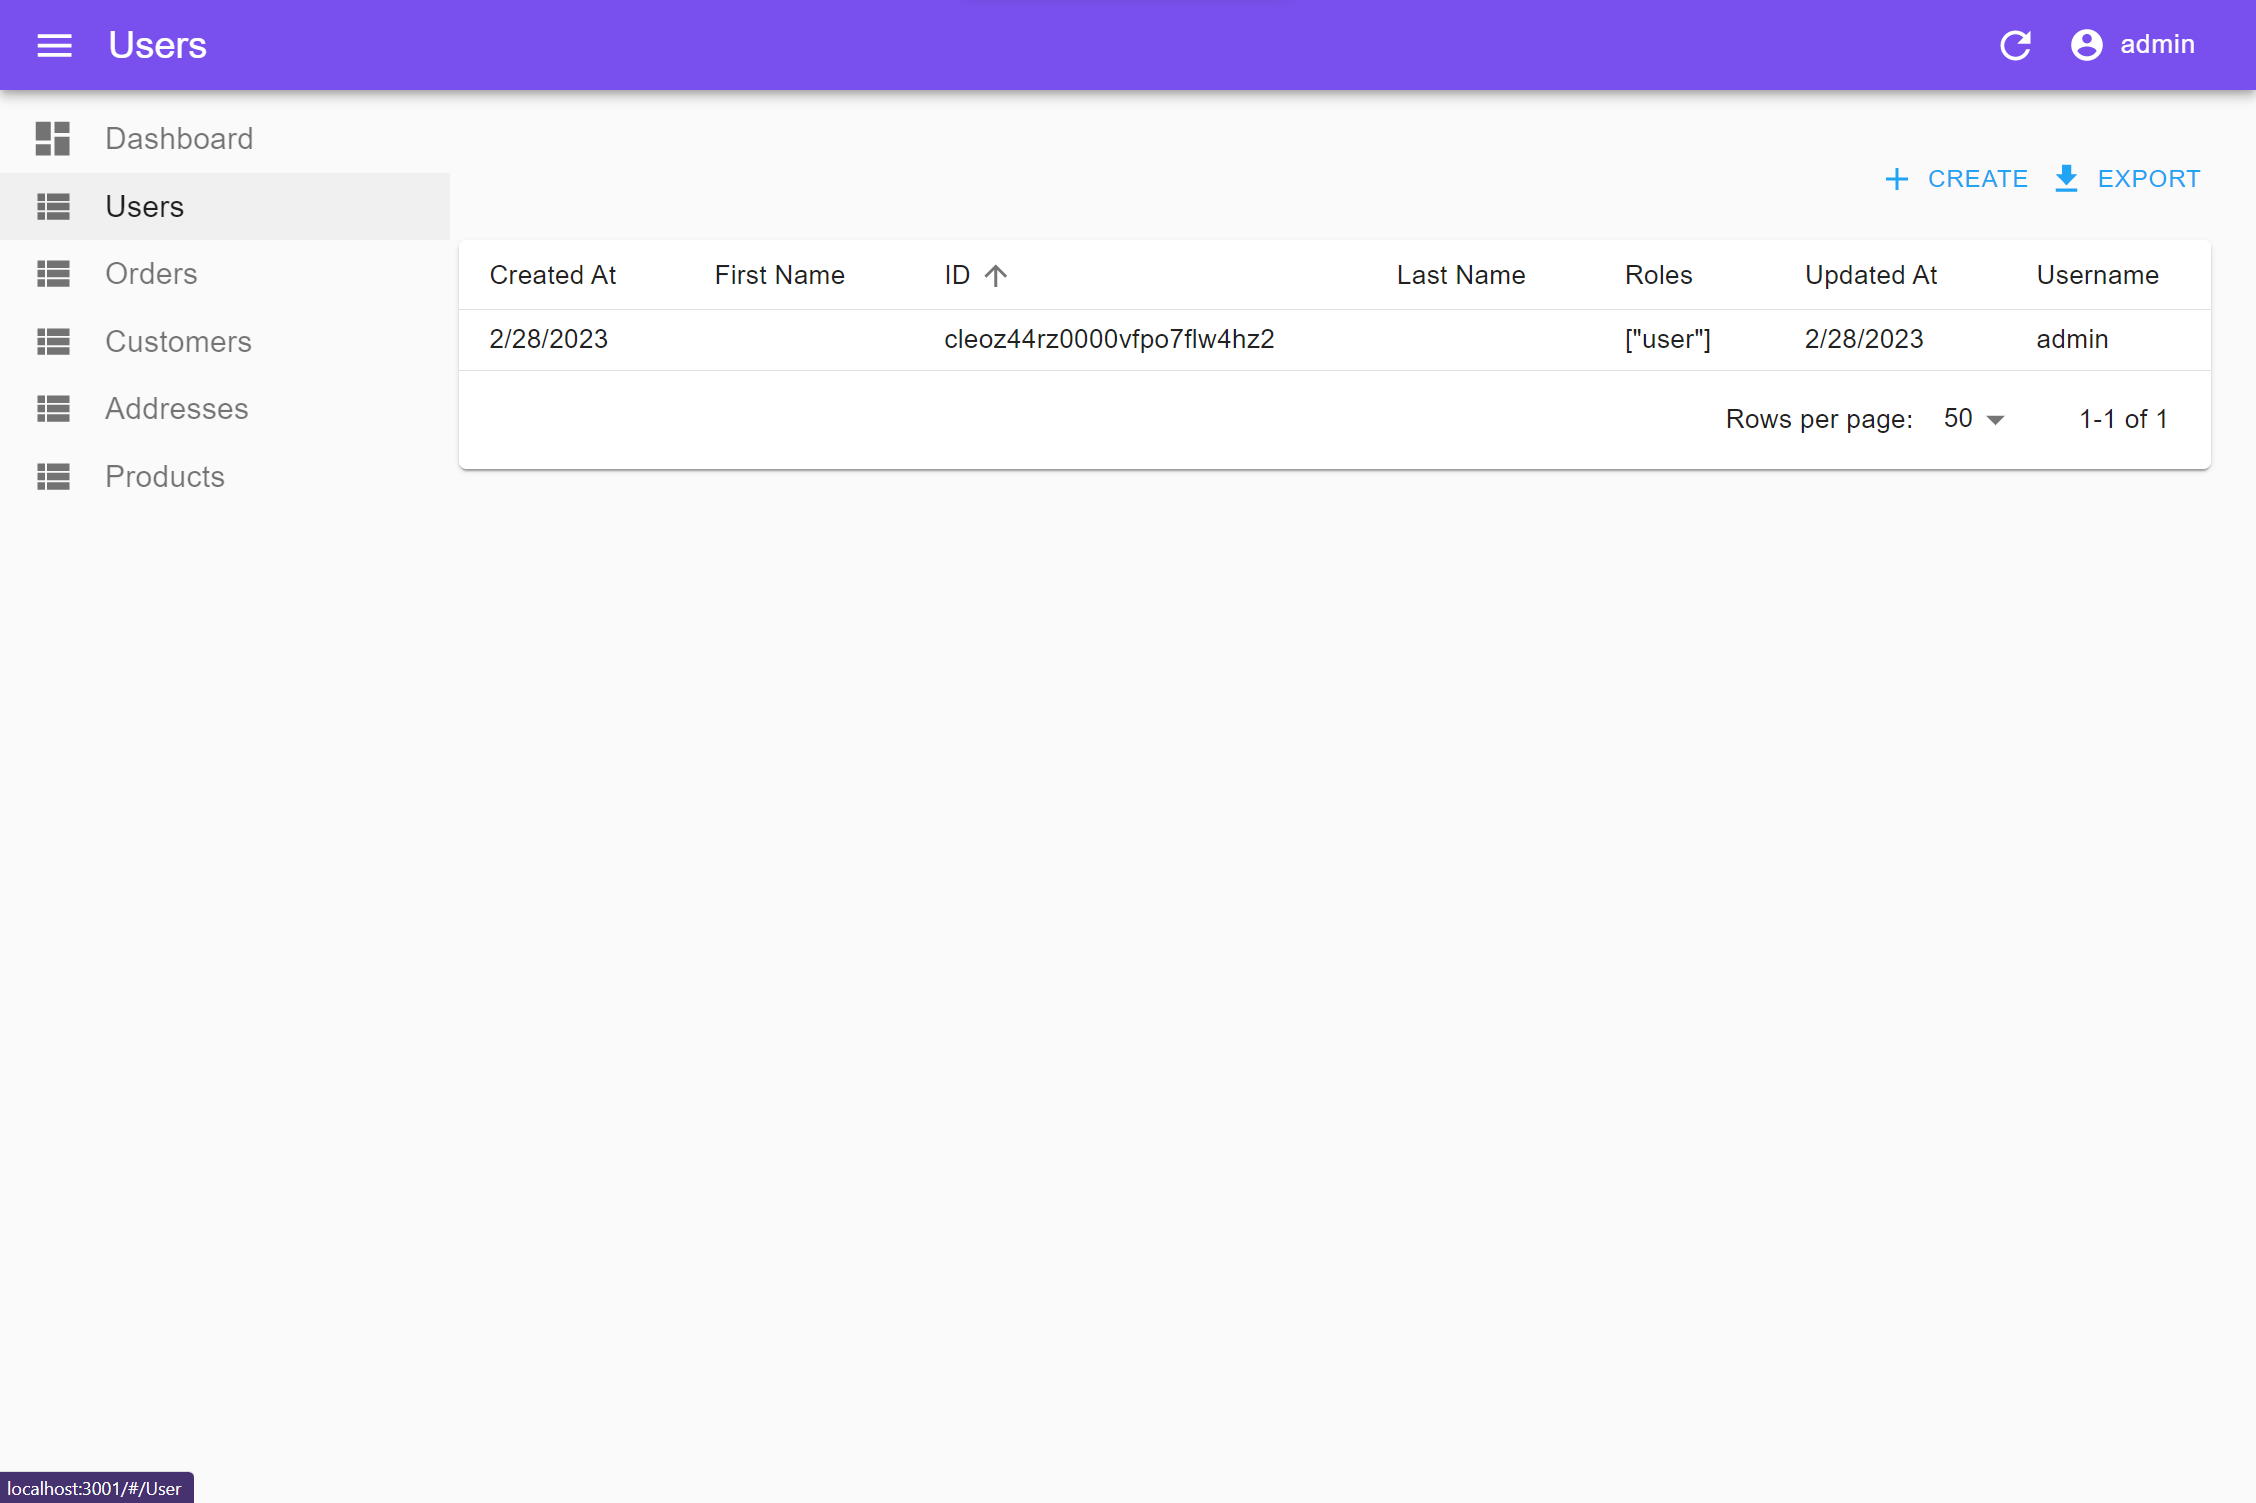 Users
admin
Dashboard
Users
Orders
Customers
Addresses
Products
CREATE EXPORT
Created At First Name ID Last Name Roles Updated At Username
2/28/2023 cleoz44rz0000vfpo7flw4hz2 ["user"] 2/28/2023 admin
Rows per page: 50 1-1 of 1
localhost:3001/#/User